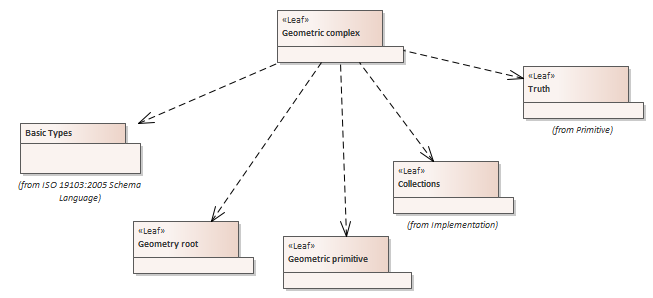 «Leaf»
Geometric complex
«Leaf»
Truth
(from Primitive)
Basic Types
(from ISO 19103:2005 Schema
Language)
«Leaf»
Collections
(from Implementation)
«Leaf»
Geometry root
«Leaf»
Geometric primitive